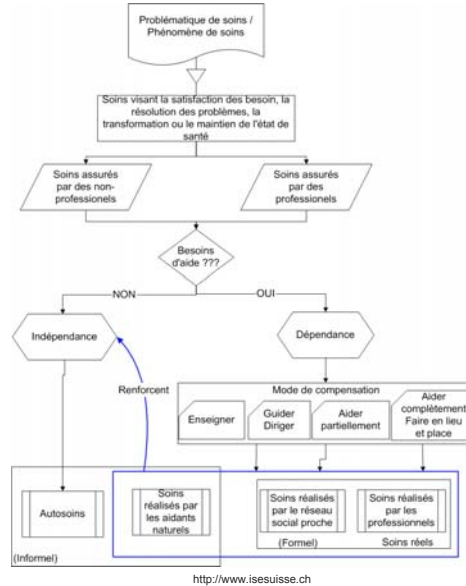 Problématique de soins /
Phénomène de soins
Soins visant la satisfaction des besoin, la
résolution des problèmes, la
transformation ou le maintien de l'état de
santé
Soins assurés
par des non-
professionels
Soins assurés
par des
professionels
Besoins
d'aide ???
NON
OUI
Indépendance
Dépendance
Renforcent
Mode de compensation
Enseigner
Guider
Diriger
Aider
partiellement
Aider
complètement
Faire en lieu
et place
Autosoins
(Informel)
Soins
réalisés par
les aidants
naturels
Soins réalisés
par le réseau
social proche
(Formel)
Soins réalisés
par les
professionnels
Soins réels
http://www.isesuisse.ch